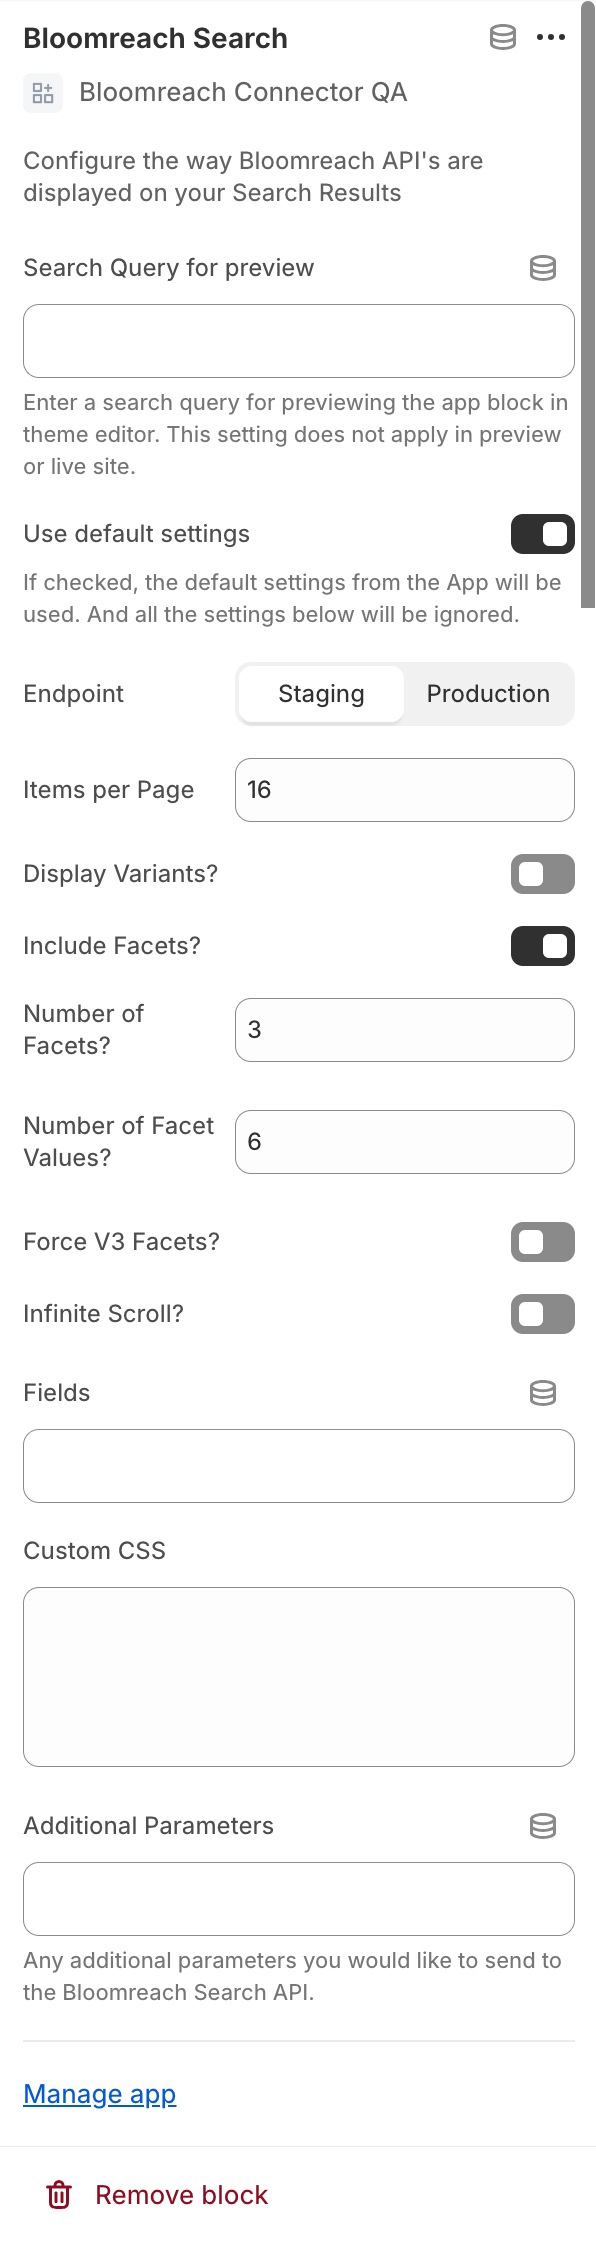 Bloomreach Search
Bloomreach Connector QA
Configure the way Bloomreach API's are
displayed on your Search Results
Search Query for preview
Enter a search query for previewing the app block in
theme editor. This setting does not apply in preview
or live site.
Use default settings
If checked, the default settings from the App will be
used. And all the settings below will be ignored.
Endpoint Staging Production
Items per Page 16
Display Variants?
Include Facets?
Number of
Facets?
3
Number of Facet
Values?
6
Force V3 Facets?
Infinite Scroll?
Fields
Custom CSS
Additional Parameters
Any additional parameters you would like to send to
the Bloomreach Search API.
Manage app
Remove block